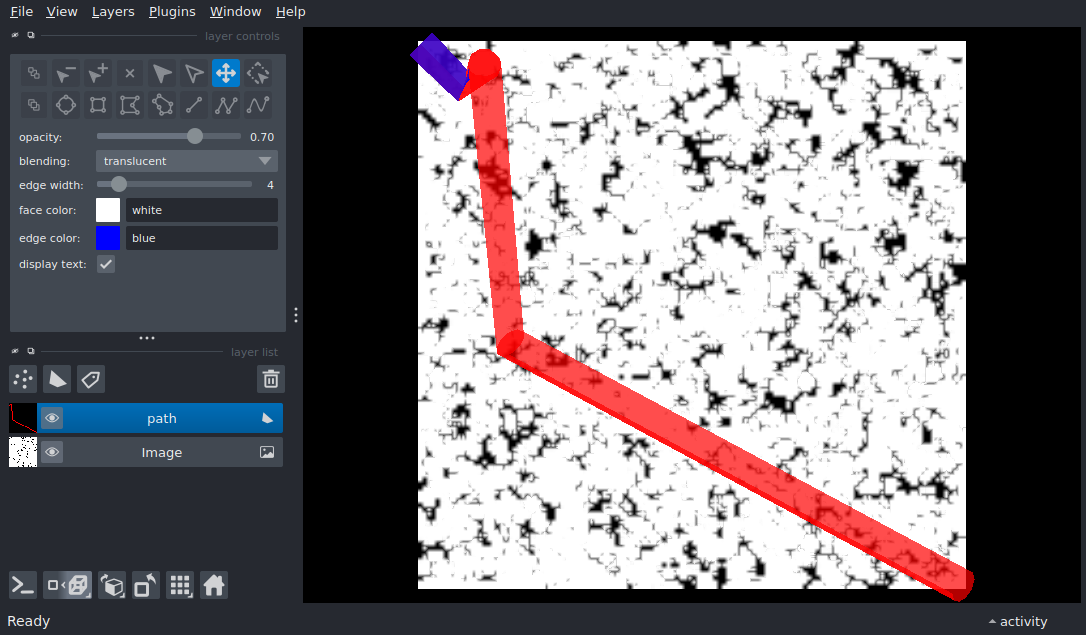 File View Layers Plugins Window Help
layer controls
opacity: 0.70
blending: translucent
edge width: 4
face color: white
edge color: blue
display text:
layer list
path
Image
Ready
activity